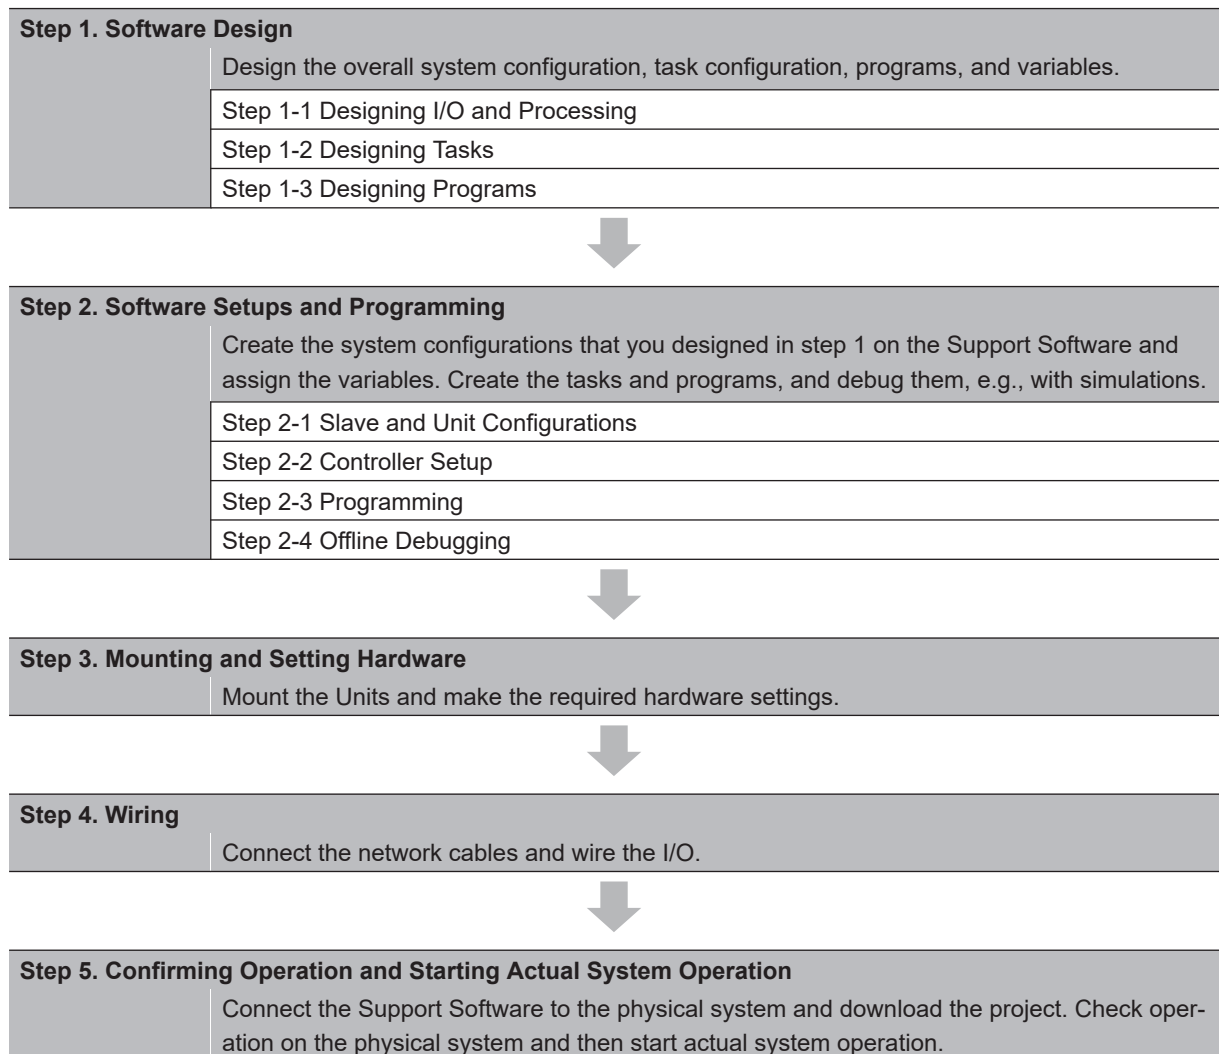 Step 1. Software Design
Design the overall system configuration, task configuration, programs, and variables.
Step 1-1 Designing I/O and Processing
Step 1-2 Designing Tasks
Step 1-3 Designing Programs
Step 2. Software Setups and Programming
Create the system configurations that you designed in step 1 on the Support Software and
assign the variables. Create the tasks and programs, and debug them, e.g., with simulations.
Step 2-1 Slave and Unit Configurations
Step 2-2 Controller Setup
Step 2-3 Programming
Step 2-4 Offline Debugging
Step 3. Mounting and Setting Hardware
Mount the Units and make the required hardware settings.
Step 4. Wiring
Connect the network cables and wire the I/O.
Step 5. Confirming Operation and Starting Actual System Operation
Connect the Support Software to the physical system and download the project. Check oper-
ation on the physical system and then start actual system operation.